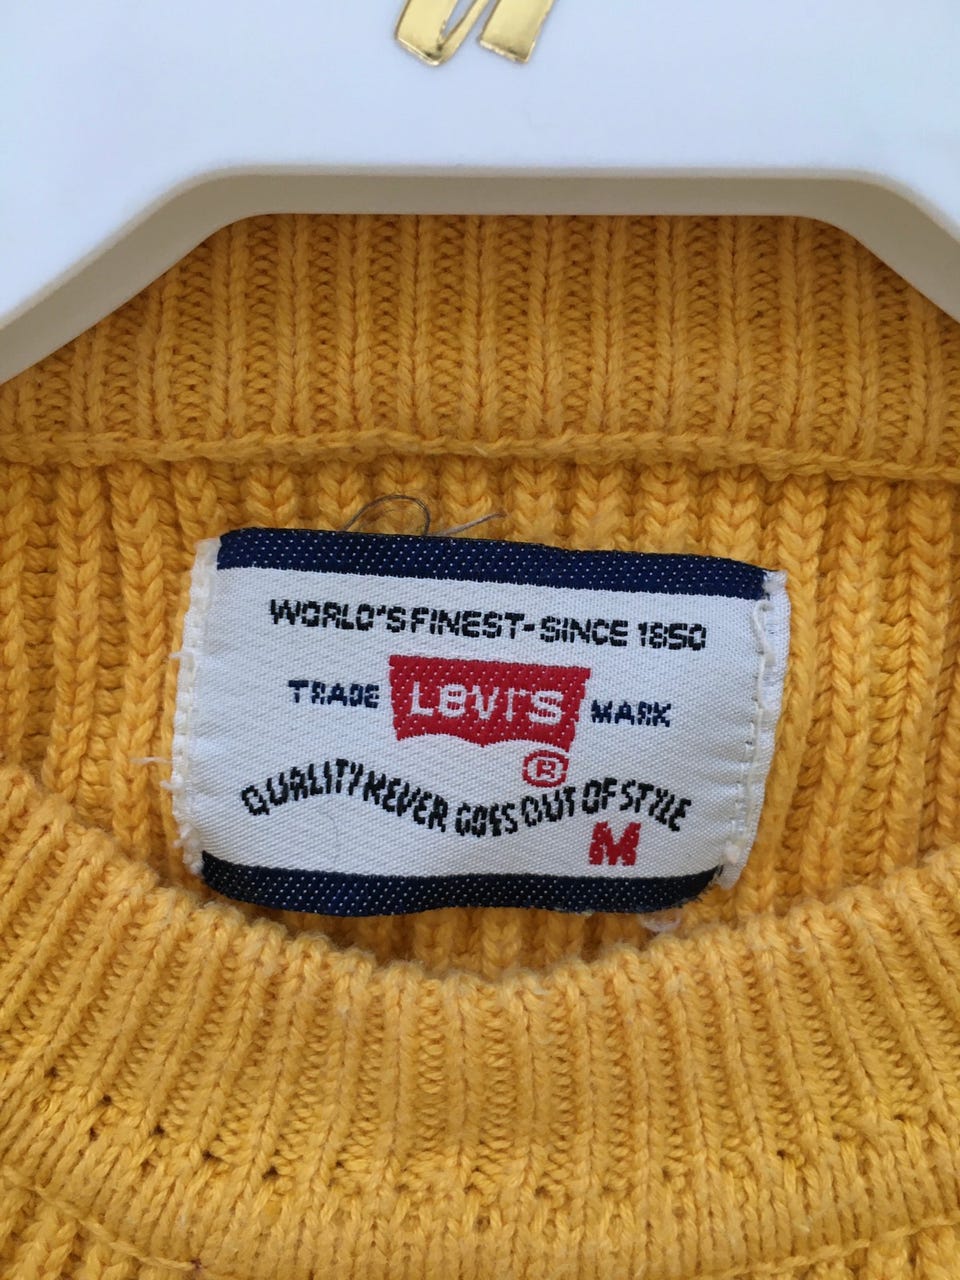 WORLD'S FINEST-SINCE 1850
TRADE Levi's MARK
®
QUALITY NEVER GOES OUT OF STYLE
M